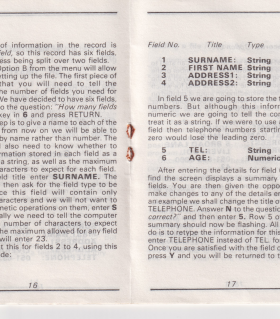 of information in the record is
field, so this record has six fields.
ess being split over two fields.
Option B from the menu will allow
etting up the file. The first piece of
that you will need to tell the
the number of fields you need for
We have decided to have six fields.
to the question: "How many fields
key in 6 and press RETURN.
ep is to give a name to each of the
t from now on we will be able to
by name rather than number. The
l also need to know whether to
formation stored in each field as a
a string, as well as the maximum
aracters to expect for each field.
ld title enter SURNAME. The
then ask for the field type to be
ce this field will contain only
aracters and we will not want to
metic operations on them, enter S
ally we need to tell the computer
number of characters to expect
the maximum allowed for any field
will enter 23.
t this for fields 2 to 4, using this
de:
16
Field No. Title Type
1 SURNAME: String
2 FIRST NAME String
3 ADDRESS1: String
4 ADDRESS2: String
In field 5 we are going to store the t
numbers. But although this inform
numeric we are going to tell the com
treat it as a string. If we were to use
field then telephone numbers startin
zero would lose the leading zero.
5 TEL: String
6 AGE: Numeric
After entering the details for field
find the screen displays a summary
fields. You are then given the oppor
make changes to any of the details ent
an example we shall change the title of
TELEPHONE. Answer N to the question
correct?" and then enter 5. Row 5 o
summary should now be flashing. All
do is to retype the information for this
enter TELEPHONE instead of TEL. for
Once you are satisfied with the field d
press Y and you will be returned to t
17